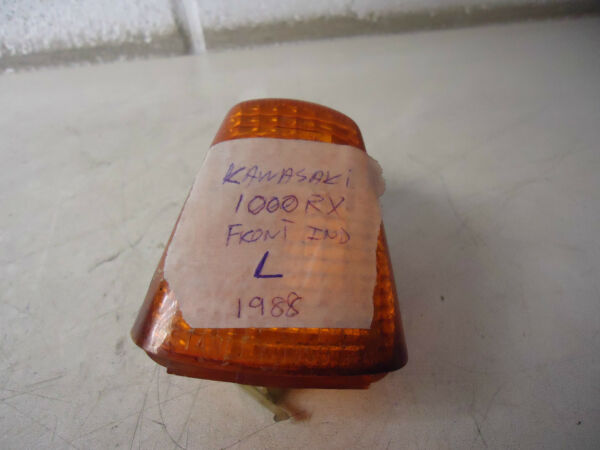 KAWASAKi
1000RX
FRONT IND
L
1988